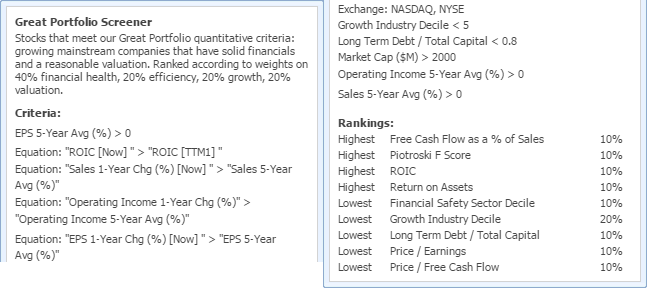 Great Portfolio Screener
Stocks that meet our Great Portfolio quantitative criteria:
growing mainstream companies that have solid financials
and a reasonable valuation. Ranked according to weights on
40% financial health, 20% efficiency, 20% growth, 20%
valuation.
Criteria:
EPS 5-Year Avg (%) > 0
Equation: "ROIC [Now] " > "ROIC [TTM1] "
Equation: "Sales 1-Year Chg (%) [Now] " > "Sales 5-Year
Avg (%)"
Equation: "Operating Income 1-Year Chg (%)" >
"Operating Income 5-Year Avg (%)"
Equation: "EPS 1-Year Chg (%) [Now] " > "EPS 5-Year
Avg (%)"
Exchange: NASDAQ, NYSE
Growth Industry Decile < 5
Long Term Debt / Total Capital < 0.8
Market Cap ($M) > 2000
Operating Income 5-Year Avg (%) > 0
Sales 5-Year Avg (%) > 0
Rankings:
Highest Free Cash Flow as a % of Sales 10%
Highest Piotroski F Score 10%
Highest ROIC 10%
Highest Return on Assets 10%
Lowest Financial Safety Sector Decile 10%
Lowest Growth Industry Decile 20%
Lowest Long Term Debt / Total Capital 10%
Lowest Price / Earnings 10%
Lowest Price / Free Cash Flow 10%